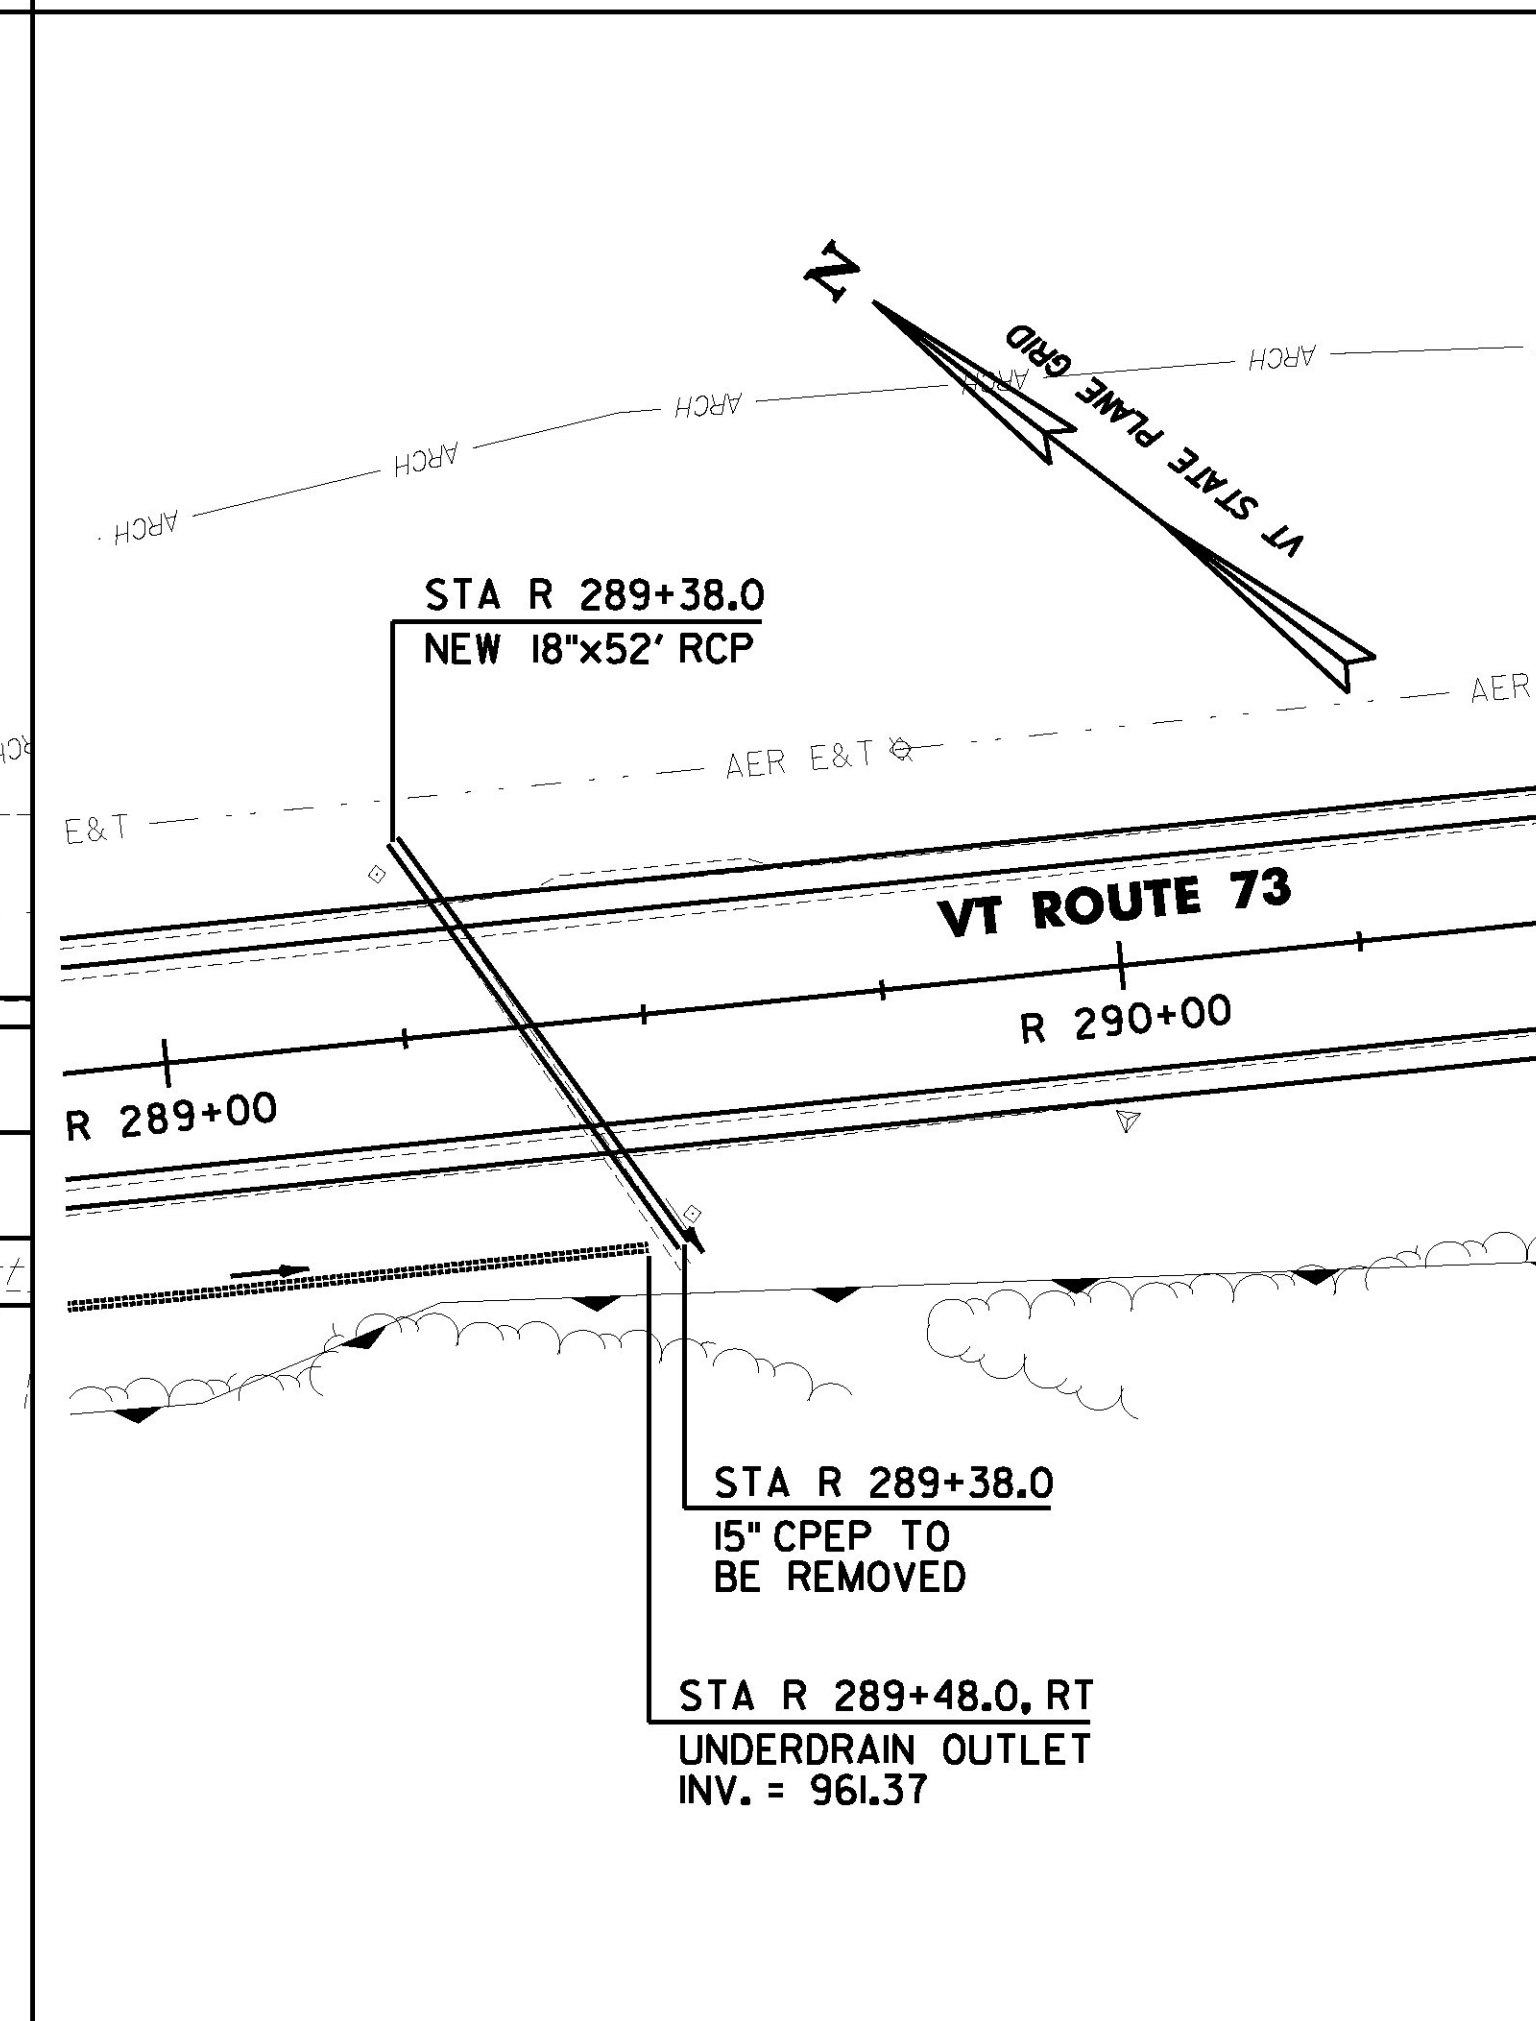 N
VT STATE PLANE GRID
ARCH
ARCH
ARCH
ARCH
ARCH
STA R 289+38.0
NEW 18"x52' RCP
AER
AER E&T
E&T
VT ROUTE 73
R 290+00
R 289+00
STA R 289+38.0
15" CPEP TO
BE REMOVED
STA R 289+48.0, RT
UNDERDRAIN OUTLET
INV. = 961.37